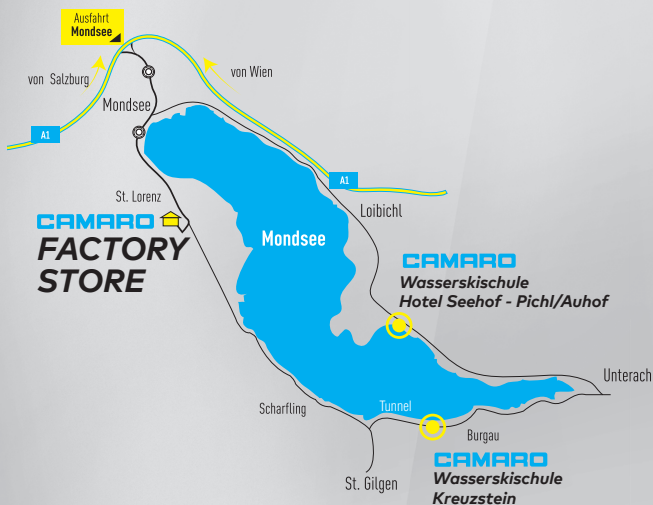 Ausfahrt
Mondsee
von Salzburg
von Wien
Mondsee
A1
A1
St. Lorenz
Loibichl
CAMARO
FACTORY
STORE
Mondsee
CAMARO
Wasserskischule
Hotel Seehof - Pichl/Auhof
Unterach
Scharfling
Tunnel
Burgau
St. Gilgen
CAMARO
Wasserskischule
Kreuzstein